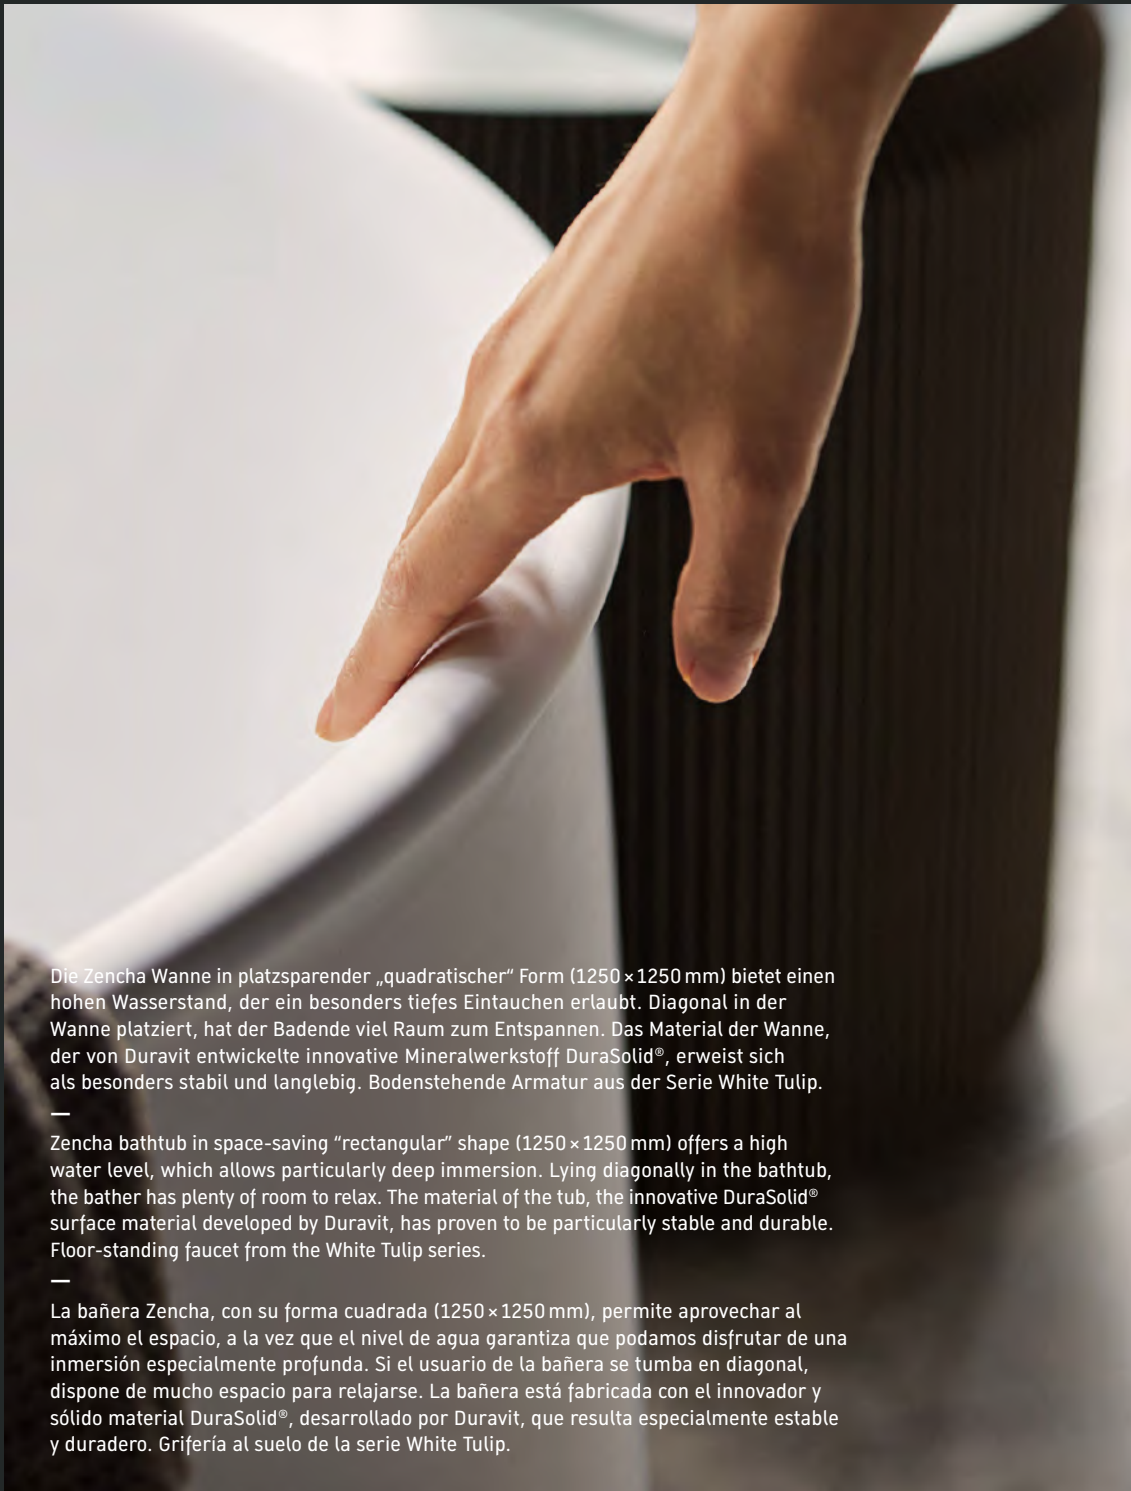 Die Zencha Wanne in platzsparender „quadratischer“ Form (1250 × 1250 mm) bietet einen
hohen Wasserstand, der ein besonders tiefes Eintauchen erlaubt. Diagonal in der
Wanne platziert, hat der Badende viel Raum zum Entspannen. Das Material der Wanne,
der von Duravit entwickelte innovative Mineralwerkstoff DuraSolid®, erweist sich
als besonders stabil und langlebig. Bodenstehende Armatur aus der Serie White Tulip.
—
Zencha bathtub in space-saving “rectangular” shape (1250 × 1250 mm) offers a high
water level, which allows particularly deep immersion. Lying diagonally in the bathtub,
the bather has plenty of room to relax. The material of the tub, the innovative DuraSolid®
surface material developed by Duravit, has proven to be particularly stable and durable.
Floor-standing faucet from the White Tulip series.
—
La bañera Zencha, con su forma cuadrada (1250 × 1250 mm), permite aprovechar al
máximo el espacio, a la vez que el nivel de agua garantiza que podamos disfrutar de una
inmersión especialmente profunda. Si el usuario de la bañera se tumba en diagonal,
dispone de mucho espacio para relajarse. La bañera está fabricada con el innovador y
sólido material DuraSolid®, desarrollado por Duravit, que resulta especialmente estable
y duradero. Grifería al suelo de la serie White Tulip.